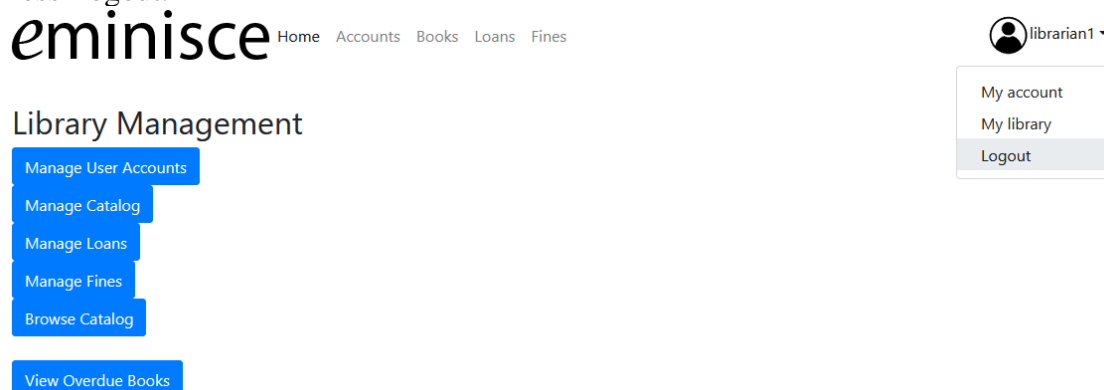 eminisce Home Accounts Books Loans Fines librarian1
My account
My library
Logout
Library Management
Manage User Accounts
Manage Catalog
Manage Loans
Manage Fines
Browse Catalog
View Overdue Books